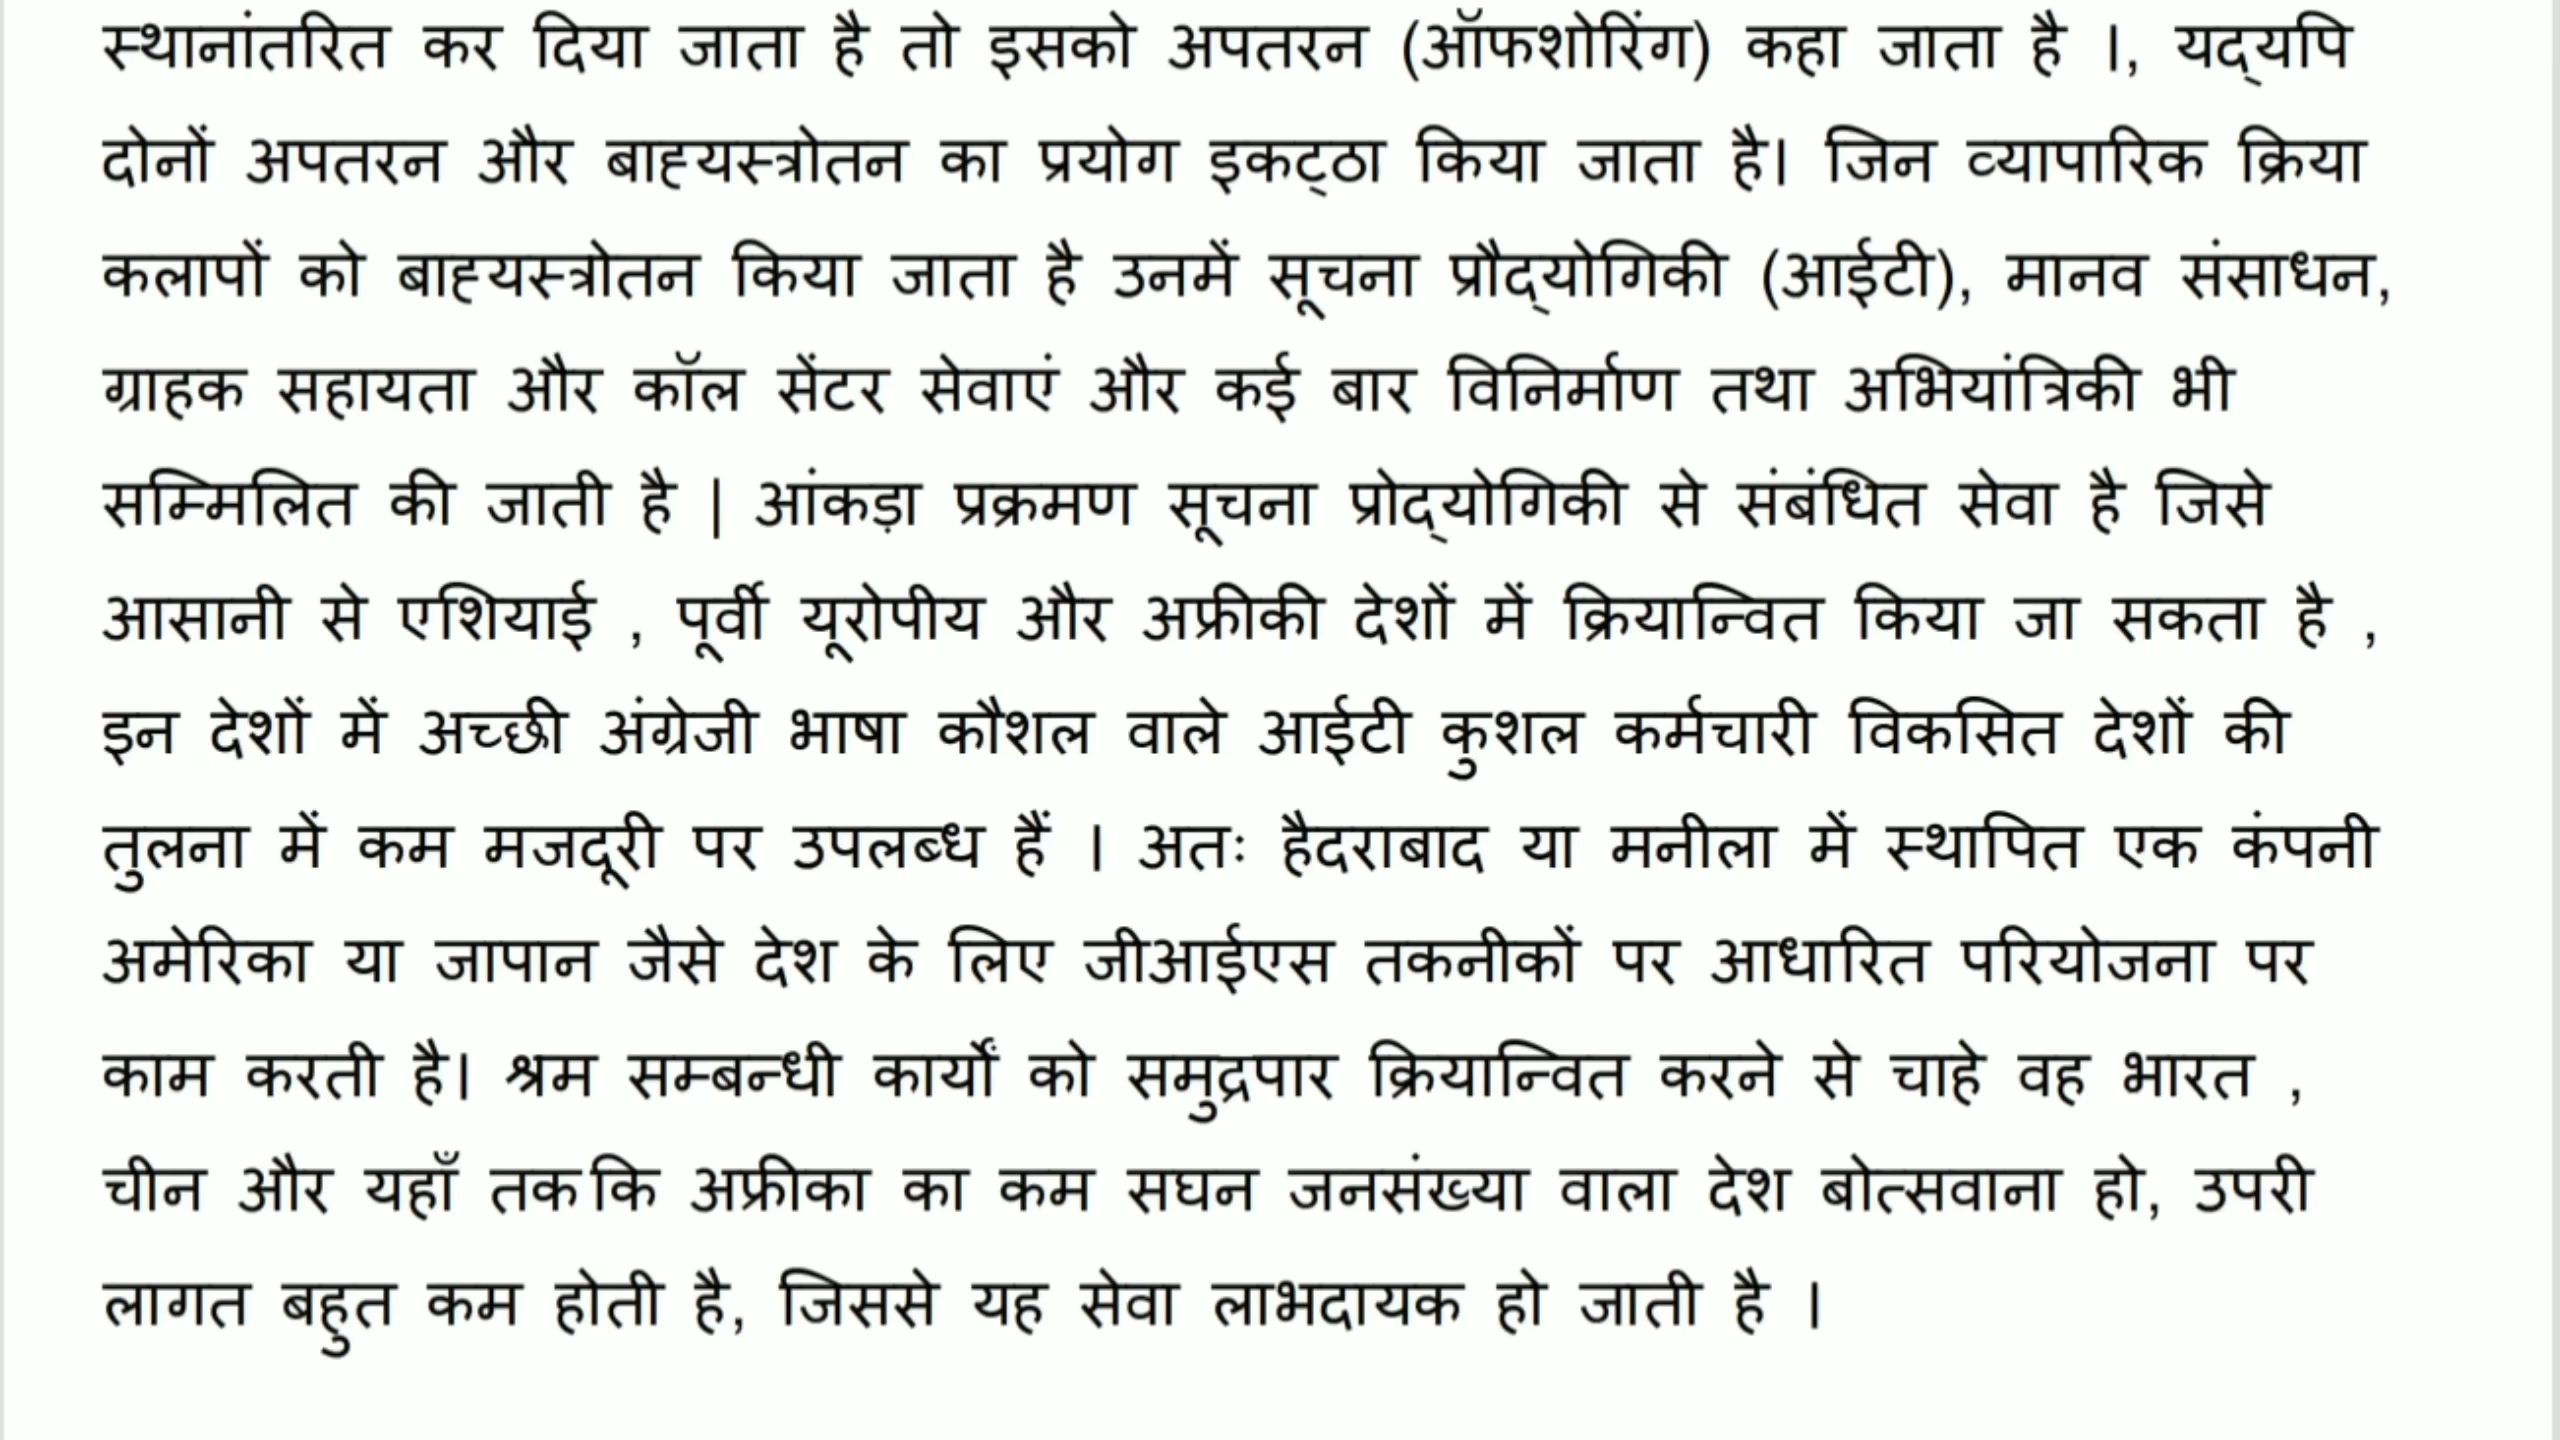 स्थानांतरित कर दिया जाता है तो इसको अपतरन (ऑफशोरिंग) कहा जाता है ।, यद्यपि
दोनों अपतरन और बाह्यस्त्रोतन का प्रयोग इकट्ठा किया जाता है। जिन व्यापारिक क्रिया
कलापों को बाह्यस्त्रोतन किया जाता है उनमें सूचना प्रौद्योगिकी (आईटी), मानव संसाधन,
ग्राहक सहायता और कॉल सेंटर सेवाएं और कई बार विनिर्माण तथा अभियांत्रिकी भी
सम्मिलित की जाती है | आंकड़ा प्रक्रमण सूचना प्रोद्योगिकी से संबंधित सेवा है जिसे
आसानी से एशियाई , पूर्वी यूरोपीय और अफ्रीकी देशों में क्रियान्वित किया जा सकता है ,
इन देशों में अच्छी अंग्रेजी भाषा कौशल वाले आईटी कुशल कर्मचारी विकसित देशों की
तुलना में कम मजदूरी पर उपलब्ध हैं । अतः हैदराबाद या मनीला में स्थापित एक कंपनी
अमेरिका या जापान जैसे देश के लिए जीआईएस तकनीकों पर आधारित परियोजना पर
काम करती है। श्रम सम्बन्धी कार्यों को समुद्रपार क्रियान्वित करने से चाहे वह भारत ,
चीन और यहाँ तक कि अफ्रीका का कम सघन जनसंख्या वाला देश बोत्सवाना हो, उपरी
लागत बहुत कम होती है, जिससे यह सेवा लाभदायक हो जाती है ।